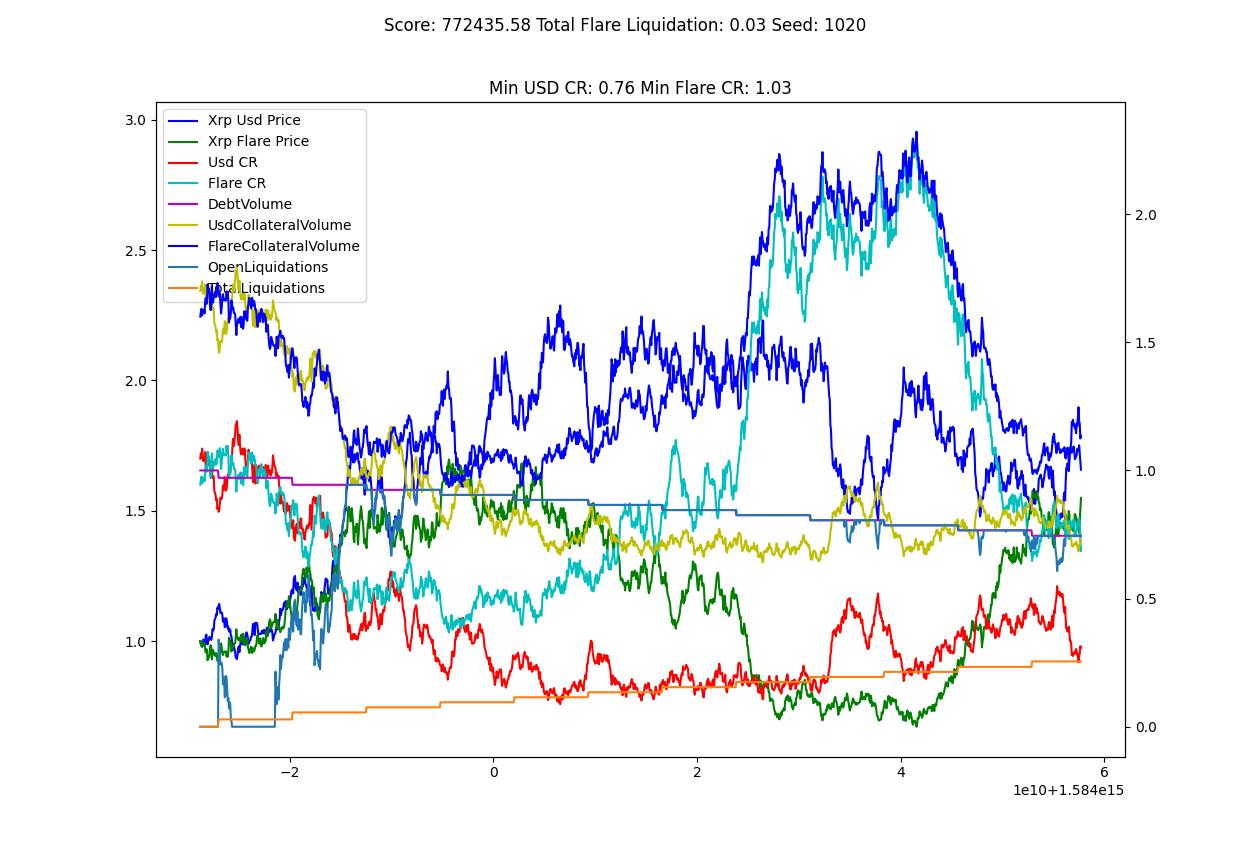 Score: 772435.58 Total Flare Liquidation: 0.03 Seed: 1020
Min USD CR: 0.76 Min Flare CR: 1.03
Xrp Usd Price
Xrp Flare Price
Usd CR
Flare CR
DebtVolume
UsdCollateralVolume
FlareCollateralVolume
OpenLiquidations
TotalLiquidations
3.0
2.5
2.0
1.5
1.0
2.0
1.5
1.0
0.5
0.0
−2
0
2
4
6
1e10+1.584e15